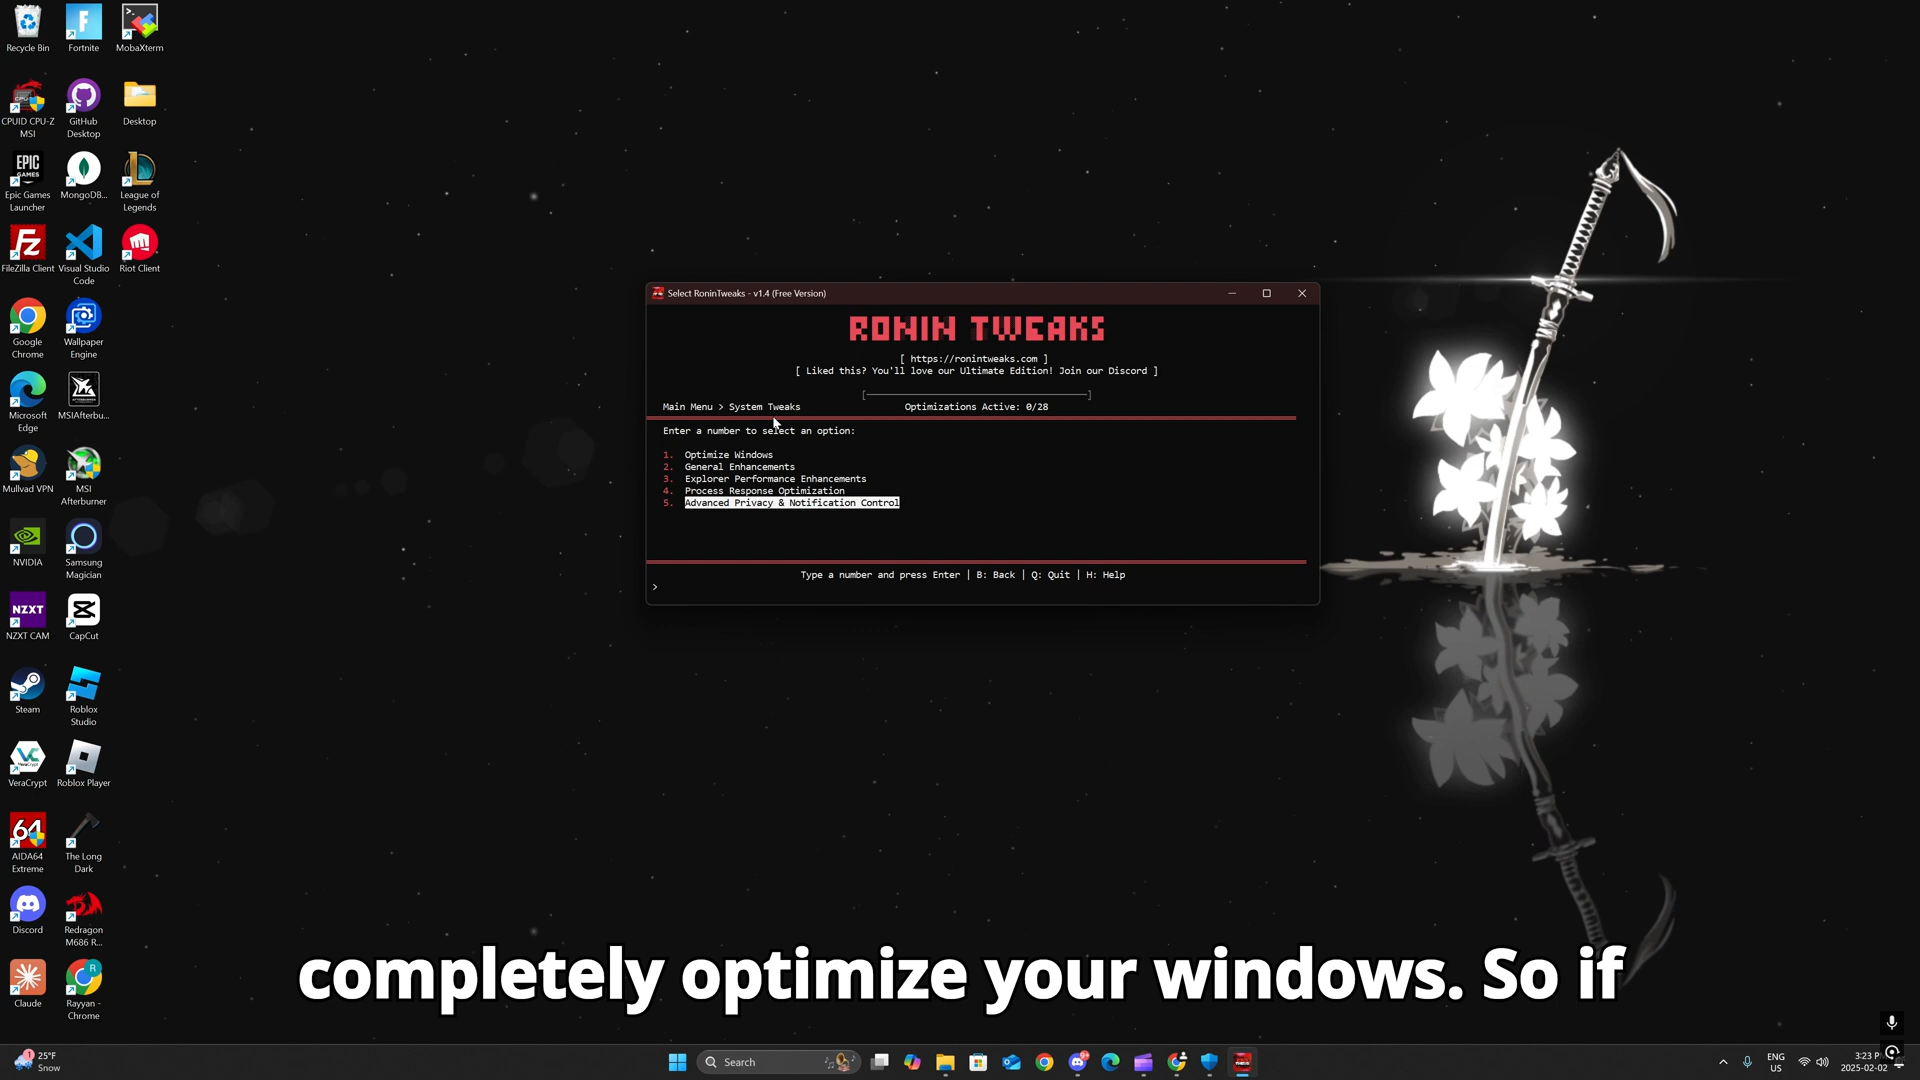 Recycle Bin
Fortnite
MobaXterm
CPUID CPU-Z
MSI
GitHub
Desktop
Desktop
EPIC
GAMES
Epic Games
Launcher
MongoDB...
League of
Legends
FileZilla Client
Visual Studio
Code
Riot Client
Google
Chrome
Wallpaper
Engine
Microsoft
Edge
MSIAfterbu...
Mullvad VPN
MSI
Afterburner
NVIDIA
Samsung
Magician
NZXT
NZXT CAM
CapCut
Steam
Roblox
Studio
VeraCrypt
Roblox Player
64
AIDA64
Extreme
The Long
Dark
Discord
Redragon
M686 R...
Claude
Rayyan -
Chrome
Select RoninTweaks - v1.4 (Free Version)
RONIN TWEAKS
[ https://ronintweaks.com ]
[ Liked this? You'll love our Ultimate Edition! Join our Discord ]
Main Menu > System Tweaks
Optimizations Active: 0/28
Enter a number to select an option:
1. Optimize Windows
2. General Enhancements
3. Explorer Performance Enhancements
4. Process Response Optimization
5. Advanced Privacy & Notification Control
Type a number and press Enter | B: Back | Q: Quit | H: Help
>
completely optimize your windows. So if
1
25°F
Snow
Search
ENG
US
3:23 P
2025-02-02